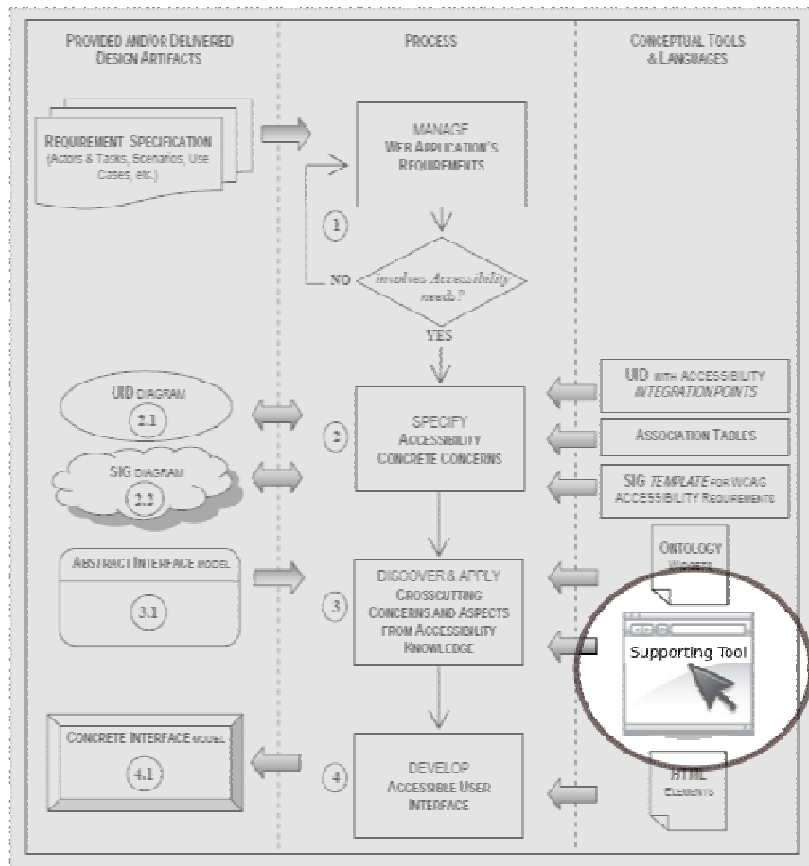 PROVIDED AND/OR DELIVERED
DESIGN ARTIFACTS
PROCESS
CONCEPTUAL TOOLS
& LANGUAGES
REQUIREMENT SPECIFICATION
(Actors & Tasks, Scenarios, Use
Cases, etc.)
MANAGE
WEB APPLICATION'S
REQUIREMENTS
1
involves Accessibility
needs?
NO
YES
UID DIAGRAM
2.1
SIG DIAGRAM
2.2
2
SPECIFY
ACCESSIBILITY
CONCRETE CONCERNS
UID WITH ACCESSIBILITY
INTEGRATION POINTS
ASSOCIATION TABLES
SIG TEMPLATE FOR WCAG
ACCESSIBILITY REQUIREMENTS
ABSTRACT INTERFACE MODEL
3.1
3
DISCOVER & APPLY
CROSSCUTTING
CONCERNS AND ASPECTS
FROM ACCESSIBILITY
KNOWLEDGE
ONTOLOGY
WIDGETS
Supporting Tool
CONCRETE INTERFACE MODEL
4.1
4
DEVELOP
ACCESSIBLE USER
INTERFACE
HTML
ELEMENTS